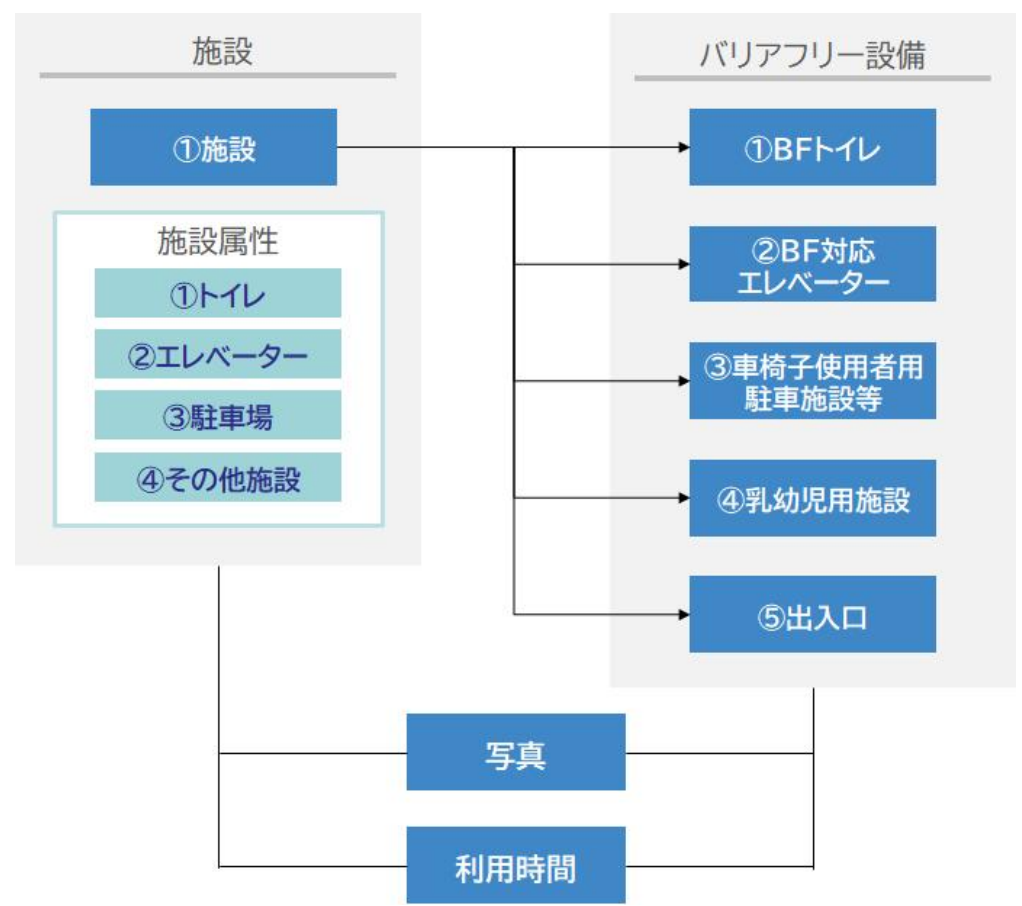 施設
①施設
施設属性
①トイレ
②エレベーター
③駐車場
④その他施設
バリアフリー設備
①BFトイレ
②BF対応
エレベーター
③車椅子使用者用
駐車施設等
④乳幼児用施設
⑤出入口
写真
利用時間